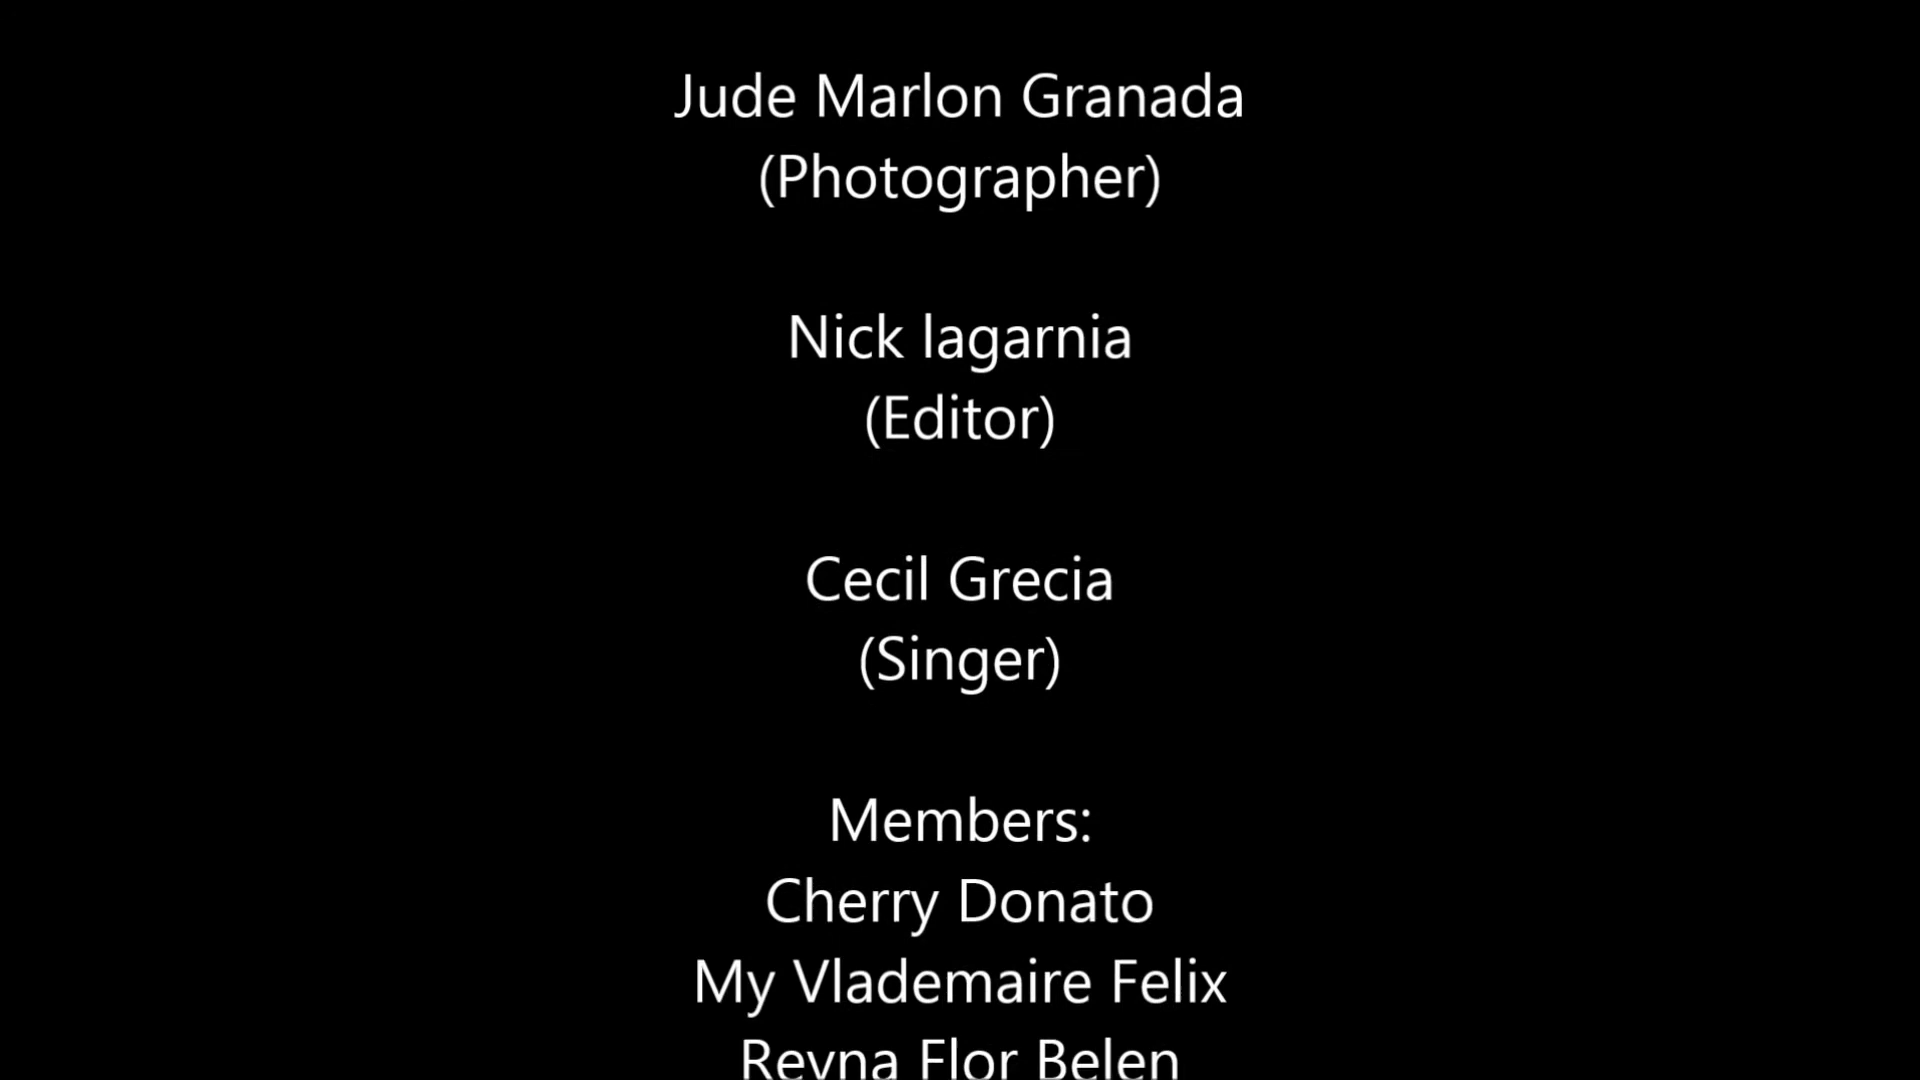 Jude Marlon Granada
(Photographer)
Nick lagarnia
(Editor)
Cecil Grecia
(Singer)
Members:
Cherry Donato
My Vlademaire Felix
Reyna Flor Belen